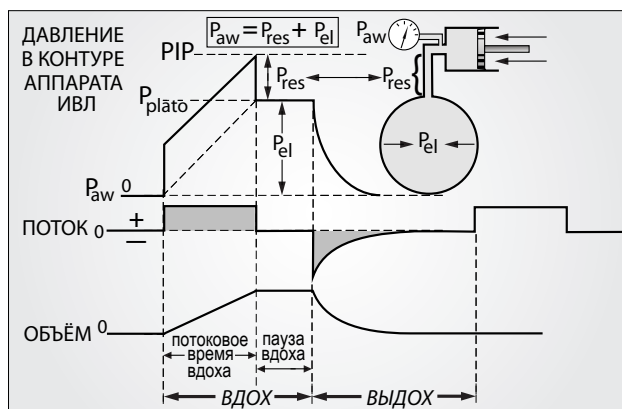 ДАВЛЕНИЕ
В КОНТУРЕ
АППАРАТА
ИВЛ
Paw = Pres + Pel
PIP
Pres
Pplato
Pel
Paw 0
Paw
Pres
Pel
ПОТОК 0 + –
ОБЪЁМ 0
потоковое
время
вдоха
пауза
вдоха
ВДОХ
ВЫДОХ